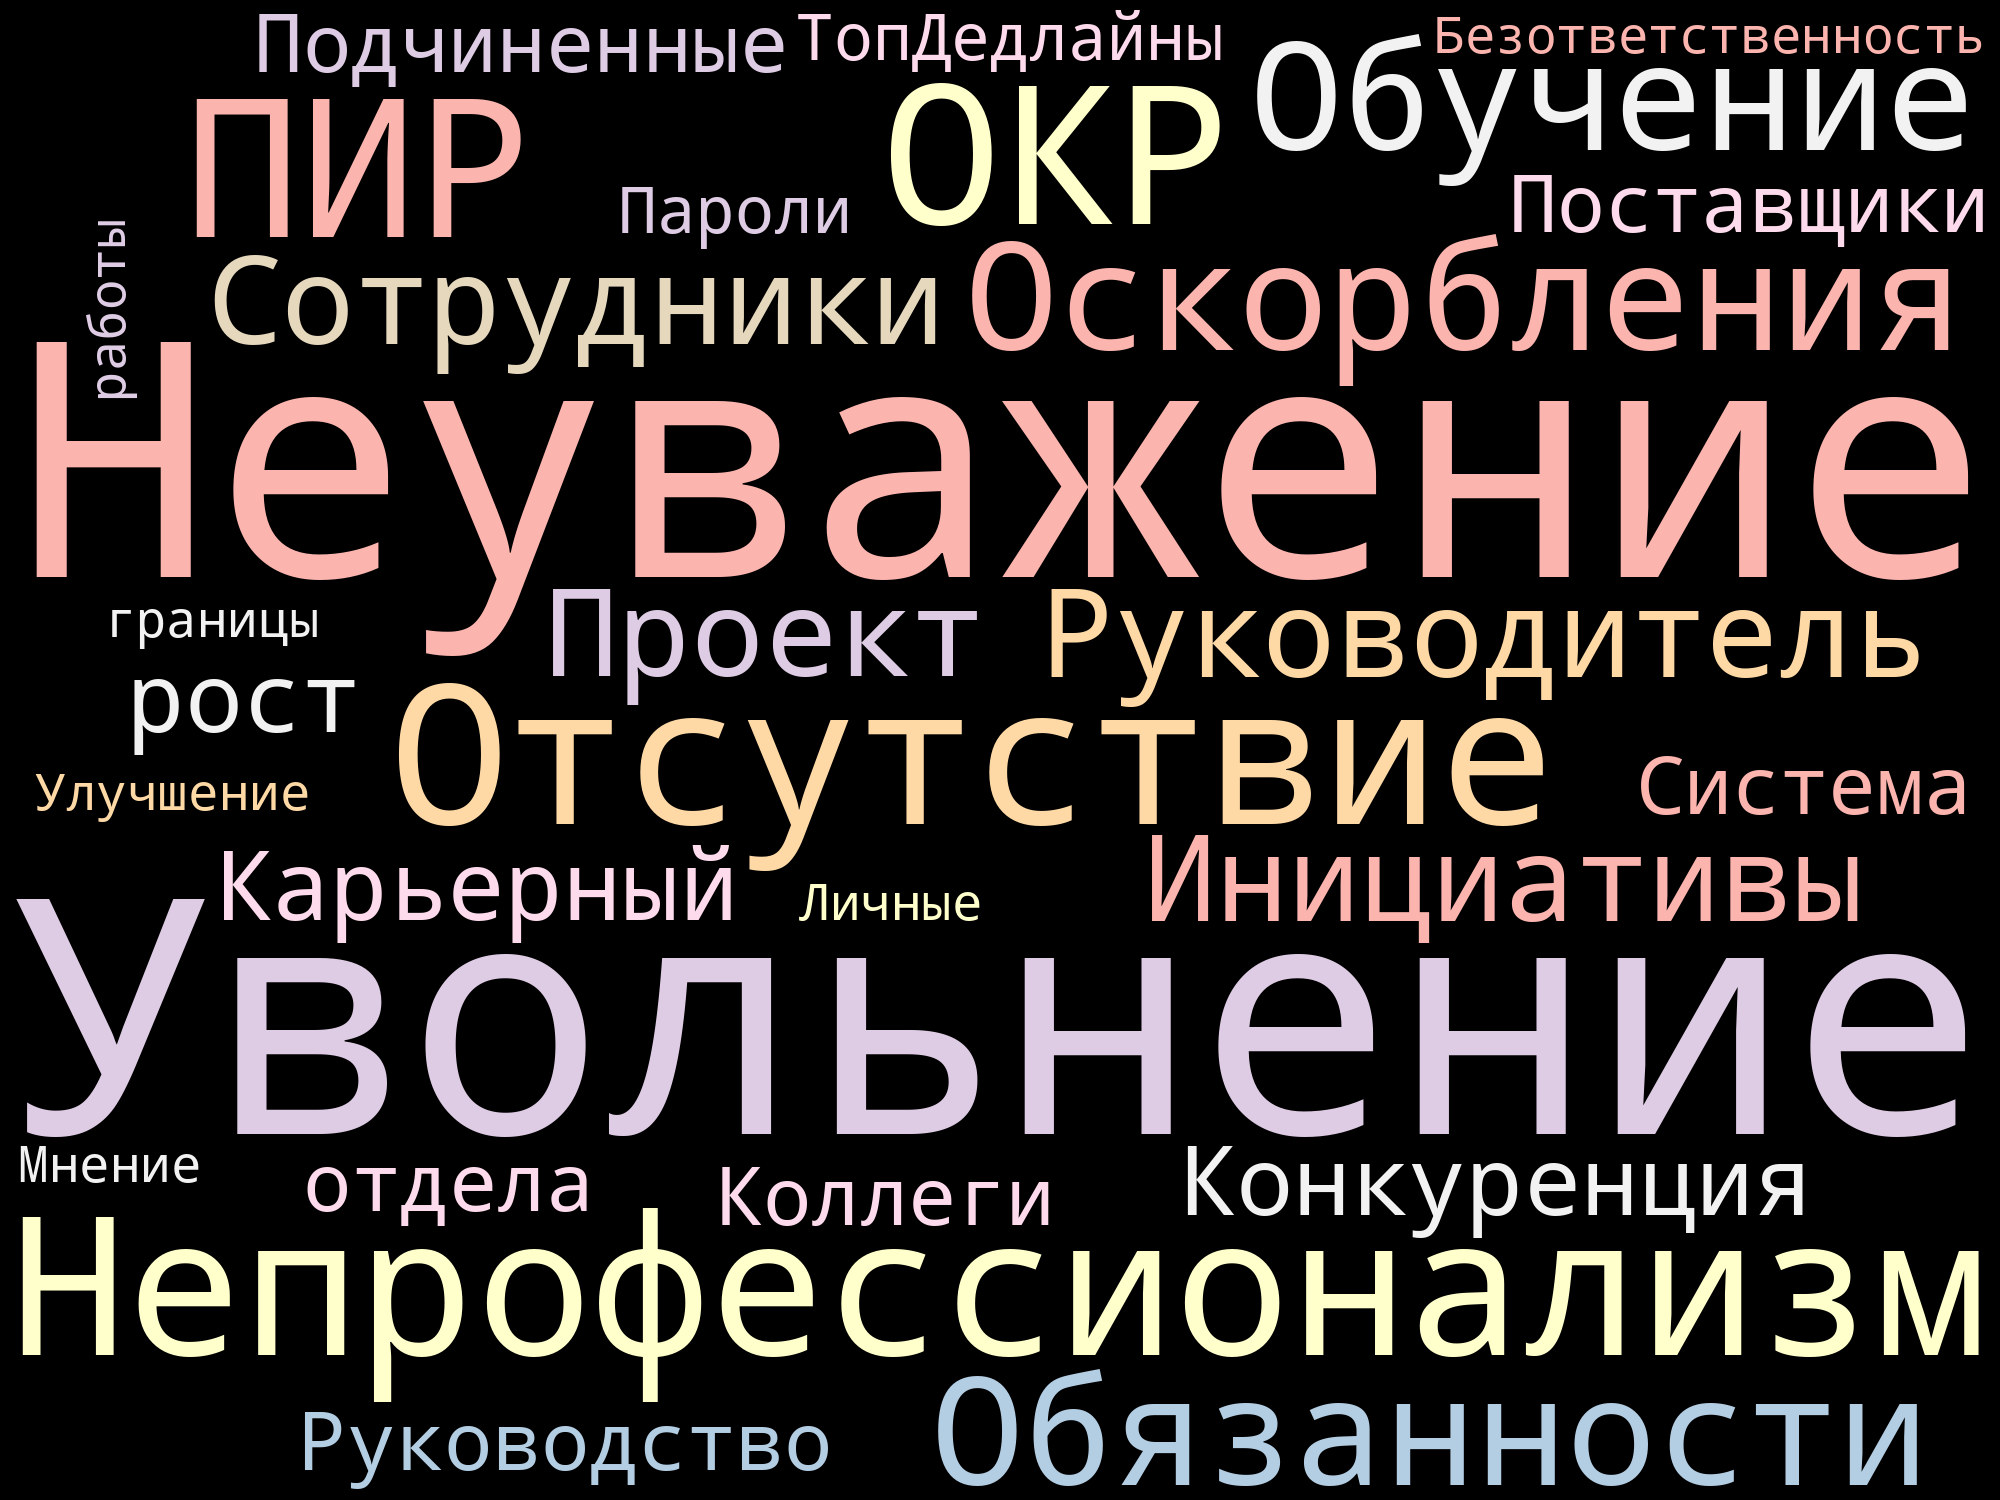 Подчиненные
ТопДедлайны
Безответственность
ПИР
ОКР
Обучение
Пароли
Поставщики
работы
Сотрудники
Оскорбления
Неуважение
границы
Проект
Руководитель
рост
Отсутствие
Улучшение
Система
Карьерный
Личные
Инициативы
Увольнение
Мнение
отдела
Коллеги
Конкуренция
Непрофессионализм
Руководство
Обязанности